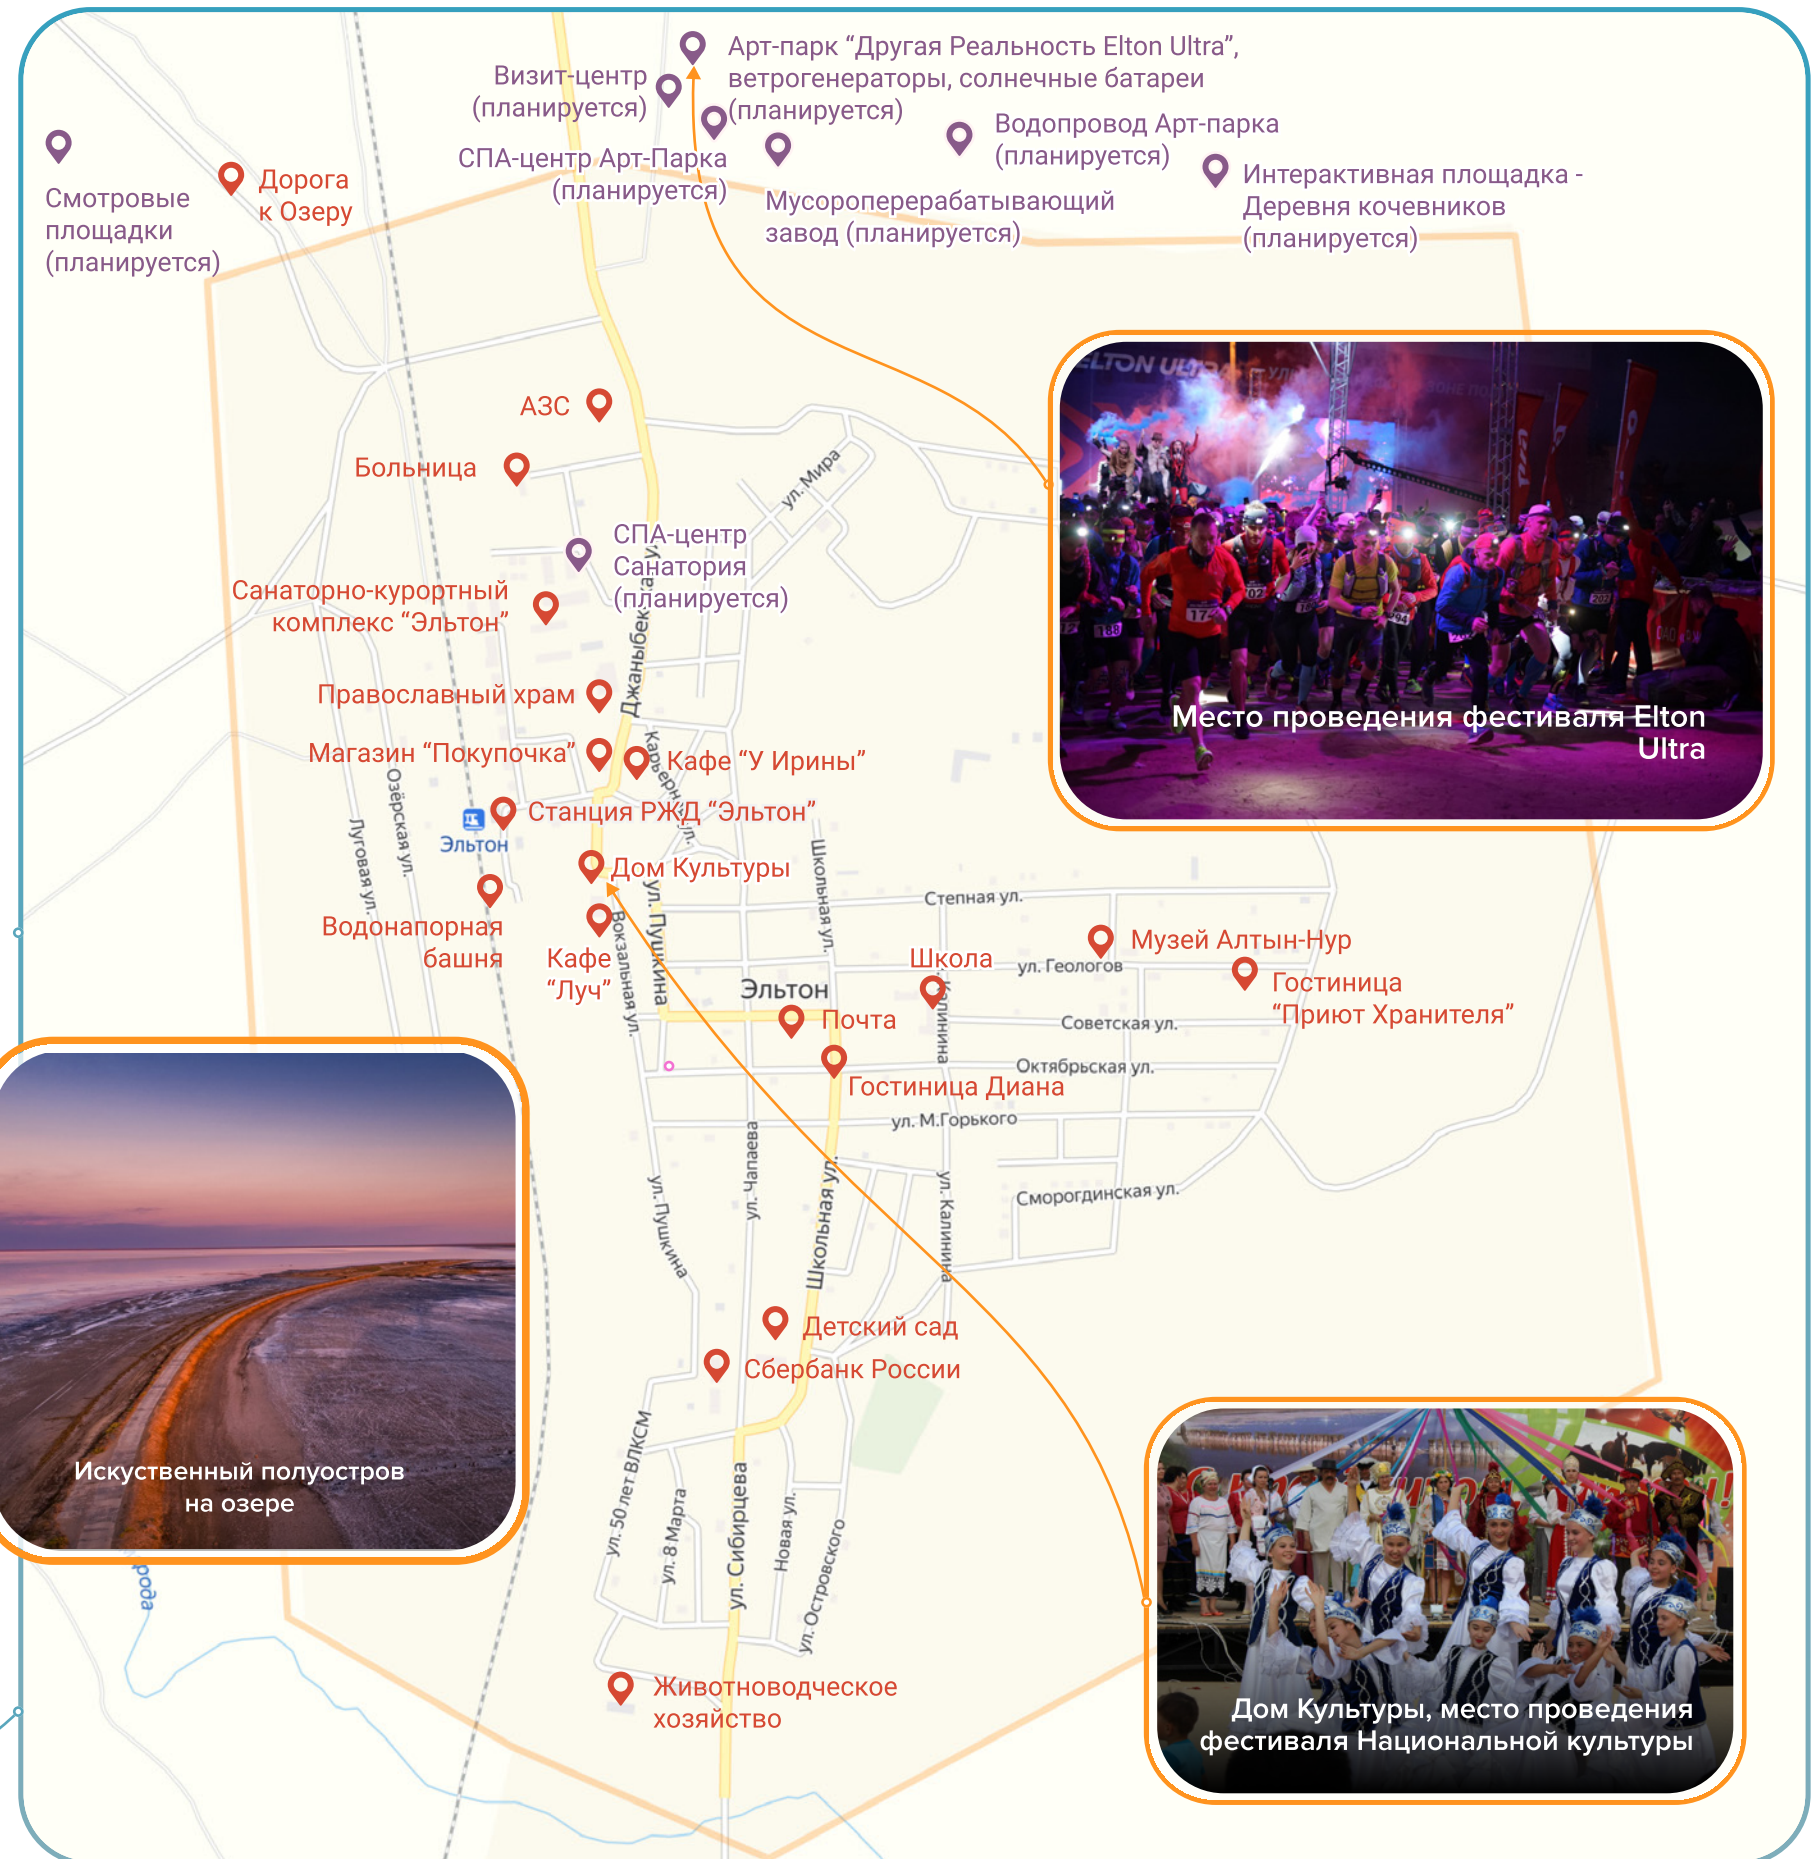 Арт-парк “Другая Реальность Elton Ultra”,
ветрогенераторы, солнечные батареи
(планируется)
Визит-центр
(планируется)
СПА-центр Арт-Парка
(планируется)
Водопровод Арт-парка
(планируется)
Мусороперерабатывающий
завод (планируется)
Интерактивная площадка -
Деревня кочевников
(планируется)
Смотровые
площадки
(планируется)
Дорога
к Озеру
АЗС
Больница
ул. Мира
СПА-центр
Санатория
(планируется)
Санаторно-курортный
комплекс “Эльтон”
Православный храм
Магазин “Покупочка”
Кафе “У Ирины”
Станция РЖД “Эльтон”
Эльтон
Озёрская ул.
Луговая ул.
Дом Культуры
Водонапорная
башня
Кафе
“Луч”
Вокзальная ул.
ул. Пушкина
Школьная ул.
Степная ул.
Музей Алтын-Нур
Школа
ул. Геологов
Гостиница
“Приют Хранителя”
Эльтон
Почта
Калинина
Советская ул.
Октябрьская ул.
Гостиница Диана
ул. М.Горького
ул. Чапаева
ул. Пушкина
Школьная ул.
ул. Калинина
Сморогдинская ул.
Детский сад
Сбербанк России
ул. 50 лет ВЛКСМ
ул. 8 Марта
ул. Сибирцева
Новая ул.
ул. Островского
Животноводческое
хозяйство
ELTON
174
188
202
Место проведения фестиваля Elton
Ultra
Искуственный полуостров
на озере
Дом Культуры, место проведения
фестиваля Национальной культуры